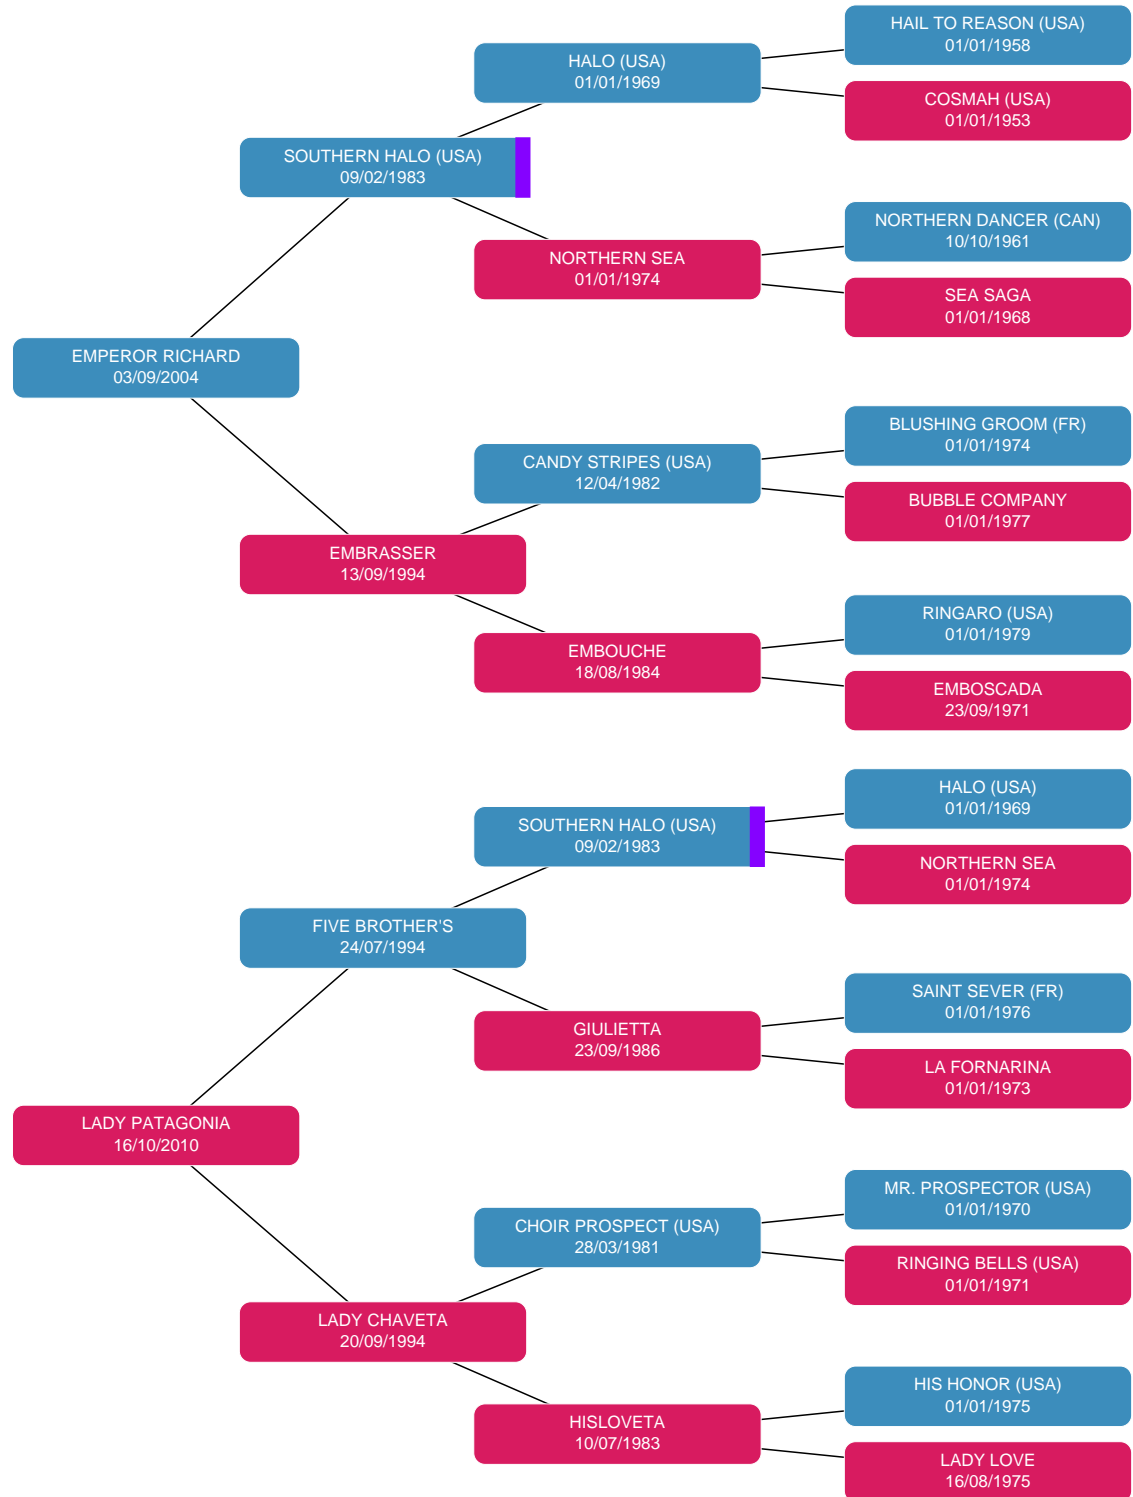 HAIL TO REASON (USA)
01/01/1958
HALO (USA)
01/01/1969
COSMAH (USA)
01/01/1953
SOUTHERN HALO (USA)
09/02/1983
NORTHERN DANCER (CAN)
10/10/1961
NORTHERN SEA
01/01/1974
SEA SAGA
01/01/1968
EMPEROR RICHARD
03/09/2004
BLUSHING GROOM (FR)
01/01/1974
CANDY STRIPES (USA)
12/04/1982
BUBBLE COMPANY
01/01/1977
EMBRASSER
13/09/1994
RINGARO (USA)
01/01/1979
EMBOUCHE
18/08/1984
EMBOSCADA
23/09/1971
HALO (USA)
01/01/1969
SOUTHERN HALO (USA)
09/02/1983
NORTHERN SEA
01/01/1974
FIVE BROTHER'S
24/07/1994
SAINT SEVER (FR)
01/01/1976
GIULIETTA
23/09/1986
LA FORNARINA
01/01/1973
LADY PATAGONIA
16/10/2010
MR. PROSPECTOR (USA)
01/01/1970
CHOIR PROSPECT (USA)
28/03/1981
RINGING BELLS (USA)
01/01/1971
LADY CHAVETA
20/09/1994
HIS HONOR (USA)
01/01/1975
HISLOVETA
10/07/1983
LADY LOVE
16/08/1975